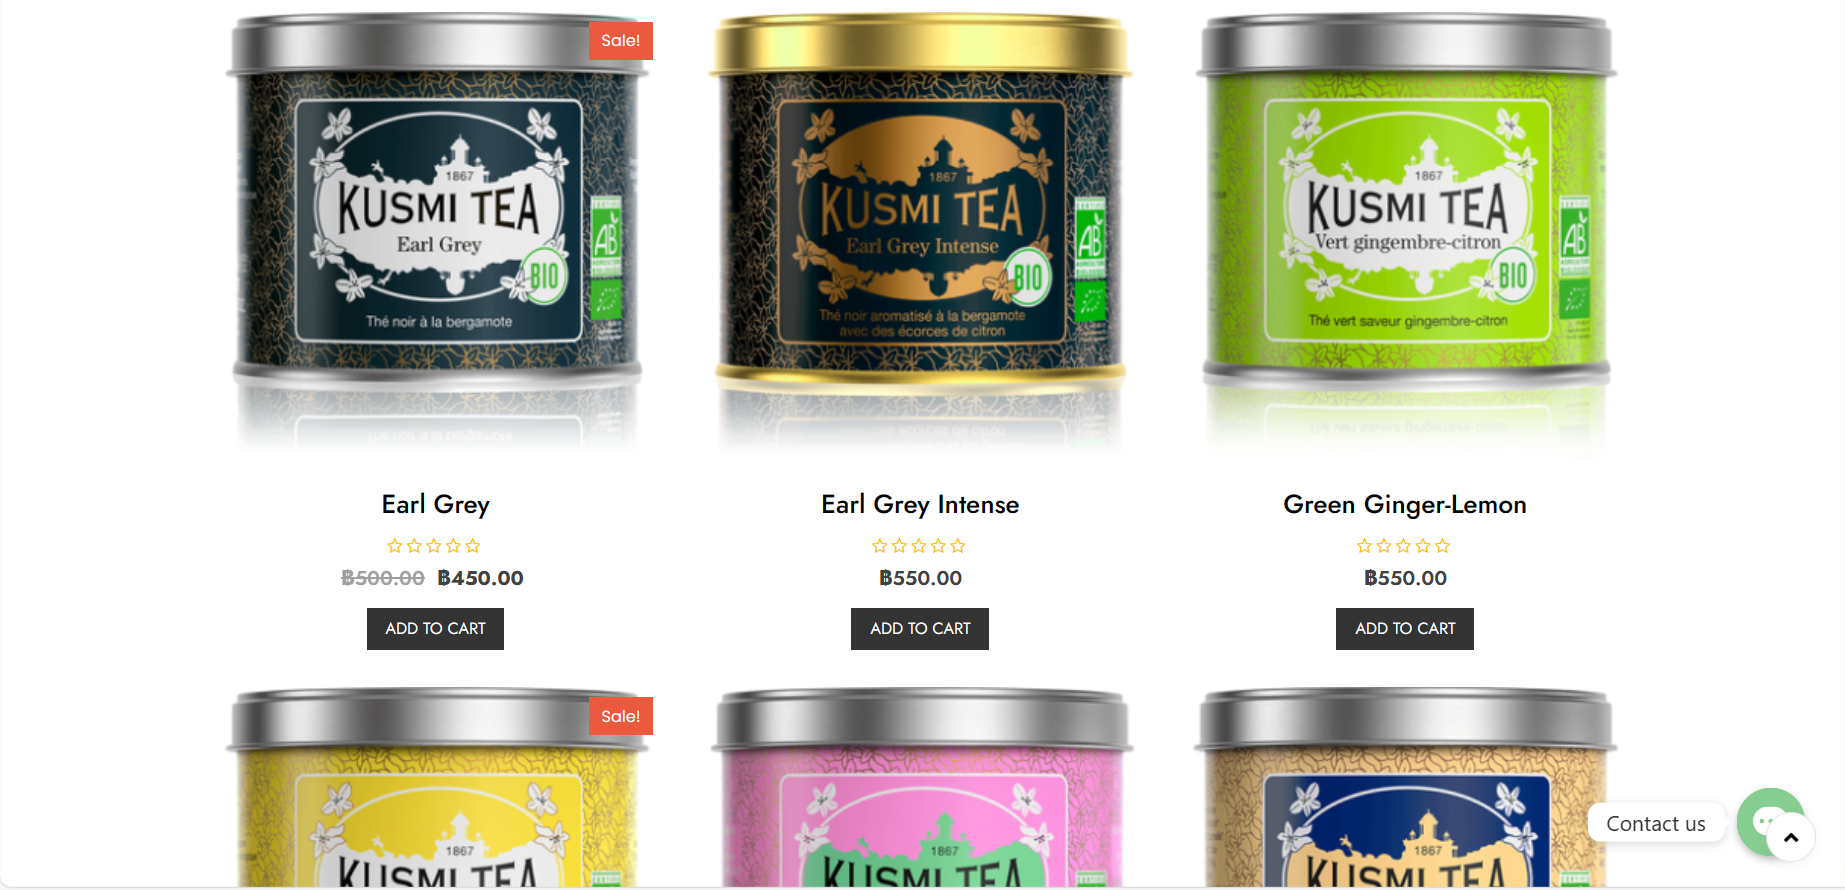 Sale!
1867
KUSMI TEA
Earl Grey
BIO
AB
Thé noir à la bergamote
1867
KUSMI TEA
Earl Grey Intense
BIO
AB
Thé noir aromatisé à la bergamote
avec des écorces de citron
1867
KUSMI TEA
Vert gingembre-citron
BIO
AB
Thé vert saveur gingembre-citron
Earl Grey
฿500.00 ฿450.00
ADD TO CART
Earl Grey Intense
฿550.00
ADD TO CART
Green Ginger-Lemon
฿550.00
ADD TO CART
Sale!
1867
KUSMI TEA
1867
KUSMI TEA
1867
KUSMI TEA
Contact us